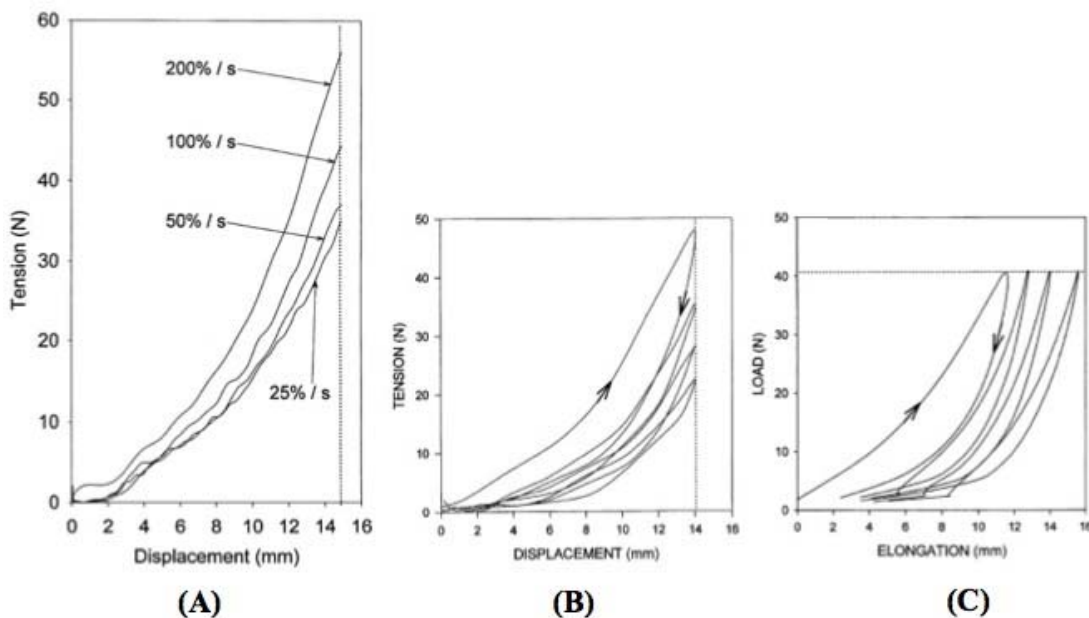 60
50
40
30
20
10
0
Tension (N)
200% / s
100% / s
50% / s
25% / s
0 2 4 6 8 10 12 14 16
Displacement (mm)
(A)
50
40
30
20
10
0
TENSION (N)
0 2 4 6 8 10 12 14 16
DISPLACEMENT (mm)
(B)
50
40
30
20
10
0
LOAD (N)
0 2 4 6 8 10 12 14 16
ELONGATION (mm)
(C)